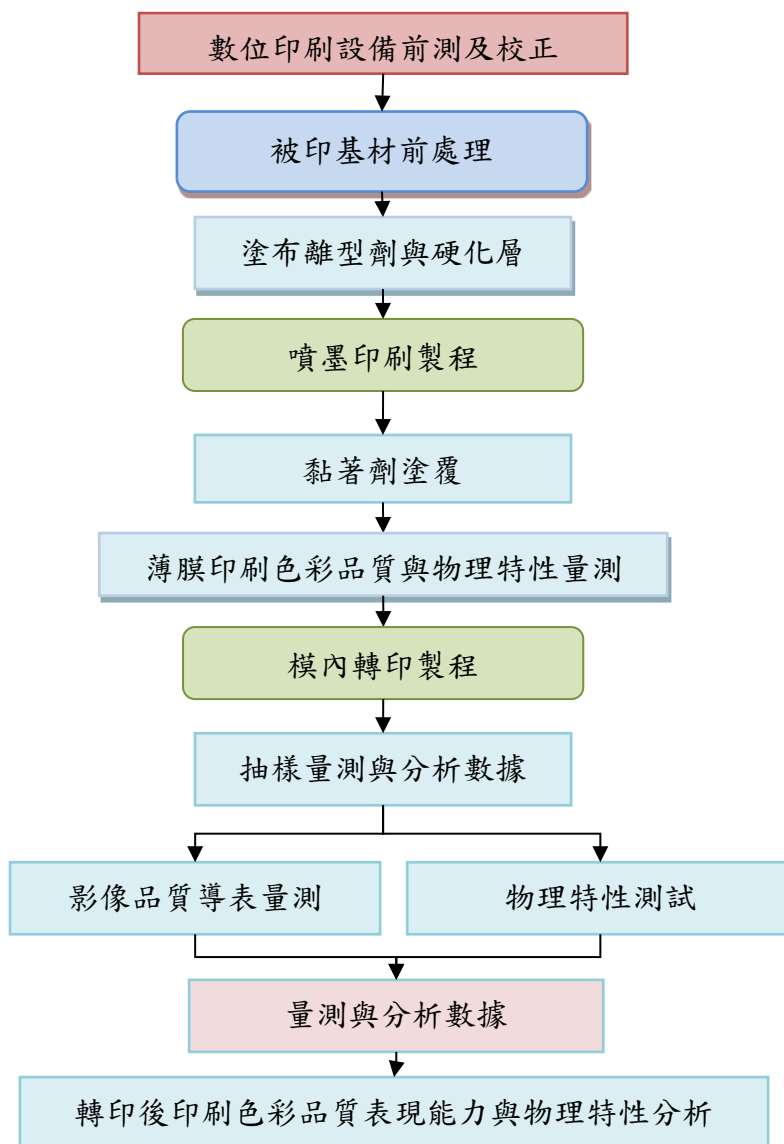 數位印刷設備前測及校正
被印基材前處理
塗布離型劑與硬化層
噴墨印刷製程
黏著劑塗覆
薄膜印刷色彩品質與物理特性量測
模內轉印製程
抽樣量測與分析數據
影像品質導表量測
物理特性測試
量測與分析數據
轉印後印刷色彩品質表現能力與物理特性分析